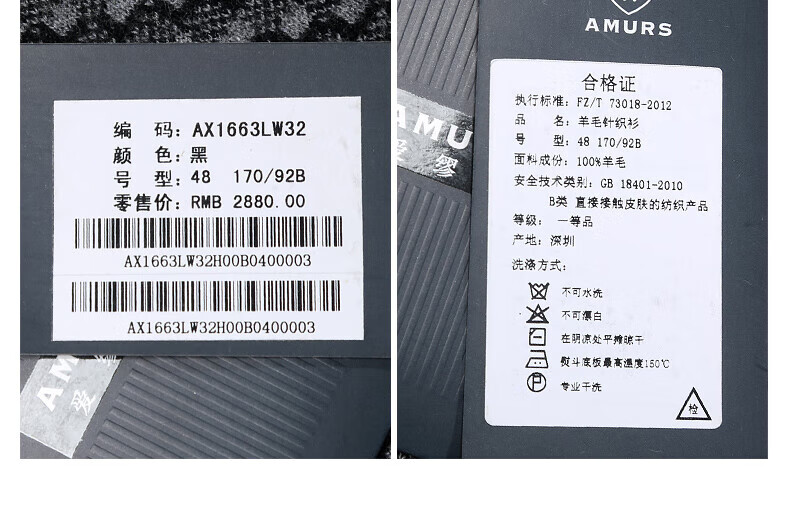 编 码: AX1663LW32
颜 色: 黑
号 型: 48 170/92B
零售价: RMB 2880.00
AX1663LW32H00B0400003
AX1663LW32H00B0400003
AM
爱
AMU
爱缪
AMURS
合格证
执行标准: FZ/T 73018-2012
品 名: 羊毛针织衫
号 型: 48 170/92B
面料成份: 100%羊毛
安全技术类别: GB 18401-2010
B类 直接接触皮肤的纺织产品
等级: 一等品
产地: 深圳
洗涤方式:
不可水洗
不可漂白
在阴凉处平摊晾干
熨斗底板最高温度150℃
P 专业干洗
检